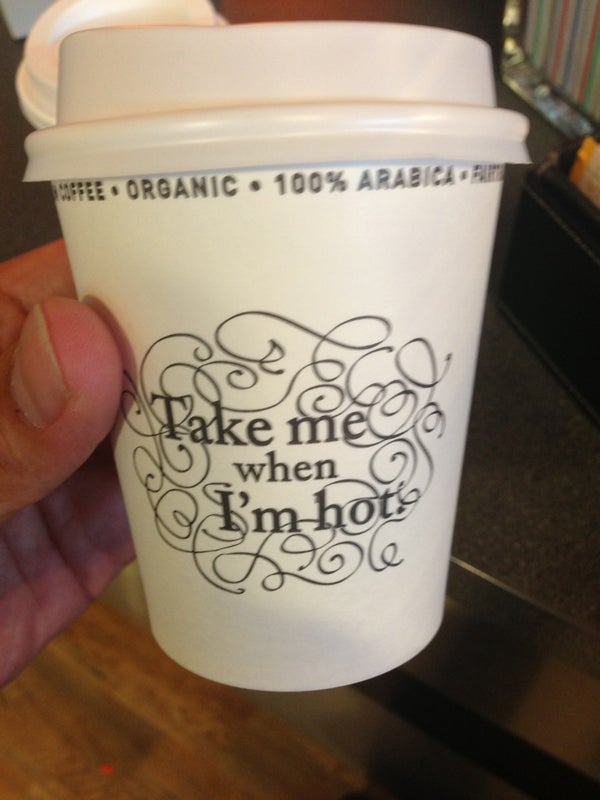 COFFEE • ORGANIC • 100% ARABICA •
Take me
when
I'm hot!